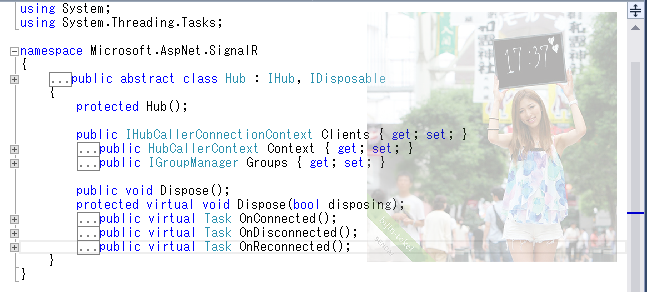 using System;
using System.Threading.Tasks;
namespace Microsoft.AspNet.SignalR
{
...public abstract class Hub : IHub, IDisposable
{
protected Hub();
public IHubCallerConnectionContext Clients { get; set; }
...public HubCallerContext Context { get; set; }
...public IGroupManager Groups { get; set; }
public void Dispose();
protected virtual void Dispose(bool disposing);
...public virtual Task OnConnected();
...public virtual Task OnDisconnected();
...public virtual Task OnReconnected();
}
}
17:37